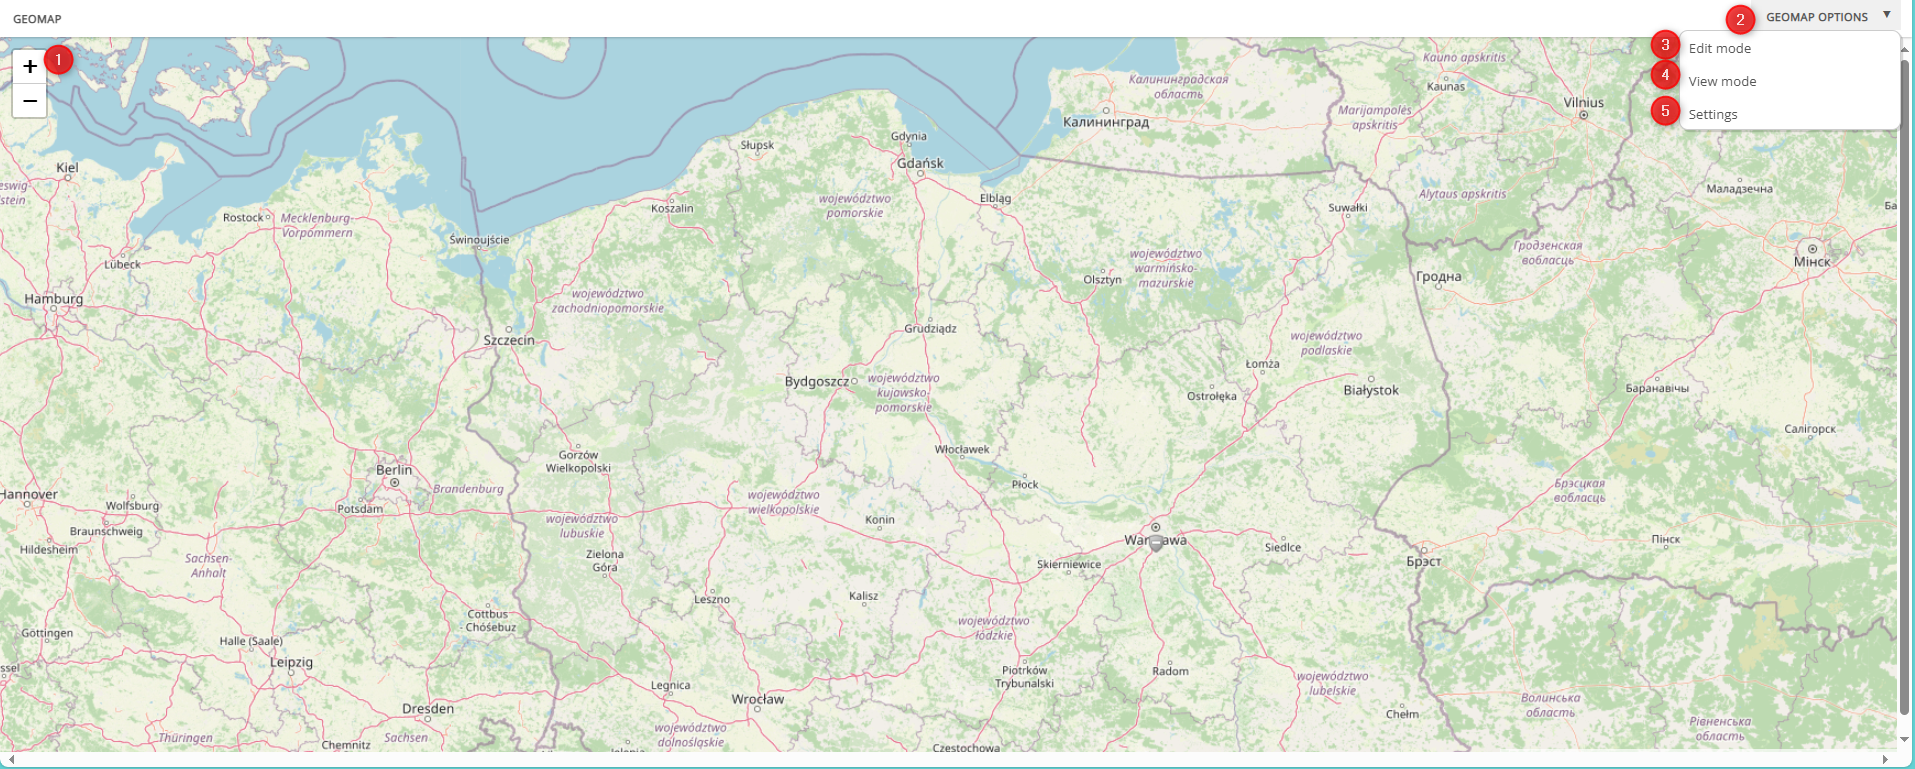 GEOMAP
2
GEOMAP OPTIONS ▼
3
Edit mode
4
View mode
5
Settings
+
1
−
Kiel
Rostock
Mecklenburg-
Vorpommern
Lübeck
Hamburg
Świnoujście
Szczecin
województwo
zachodniopomorskie
Koszalin
Słupsk
Gdynia
Gdańsk
województwo
pomorskie
Elbląg
Калининградская
область
Калининград
Kauno apskritis
Kaunas
Marijampolės
apskritis
Vilnius
Alytaus apskritis
Маладзечна
Ба
Suwałki
województwo
warmińsko-
mazurskie
Olsztyn
Гродзенская
вобласць
Гродна
Мінск
Grudziądz
województwo
podlaskie
Łomża
Bydgoszcz
województwo
kujawsko-
pomorskie
Ostrołęka
Białystok
Баранавічы
Салігорск
Włocławek
Gorzów
Wielkopolski
Berlin
Brandenburg
Potsdam
Hannover
Wolfsburg
Braunschweig
Hildesheim
Sachsen-
Anhalt
województwo
lubuskie
województwo
wielkopolskie
Płock
Konin
Брэсцкая
вобласць
Warszawa
Siedlce
Пінск
Брэст
Skierniewice
Zielona
Góra
Leszno
Kalisz
Cottbus
- Chóśebuz
Göttingen
Halle (Saale)
Leipzig
województwo
łódzkie
Piotrków
Trybunalski
Radom
województwo
lubelskie
Chełm
Волинська
область
Рівненська
область
ssel
Legnica
Wrocław
Dresden
Thüringen
Sachsen
Chemnitz
województwo
dolnośląskie
Częstochowa